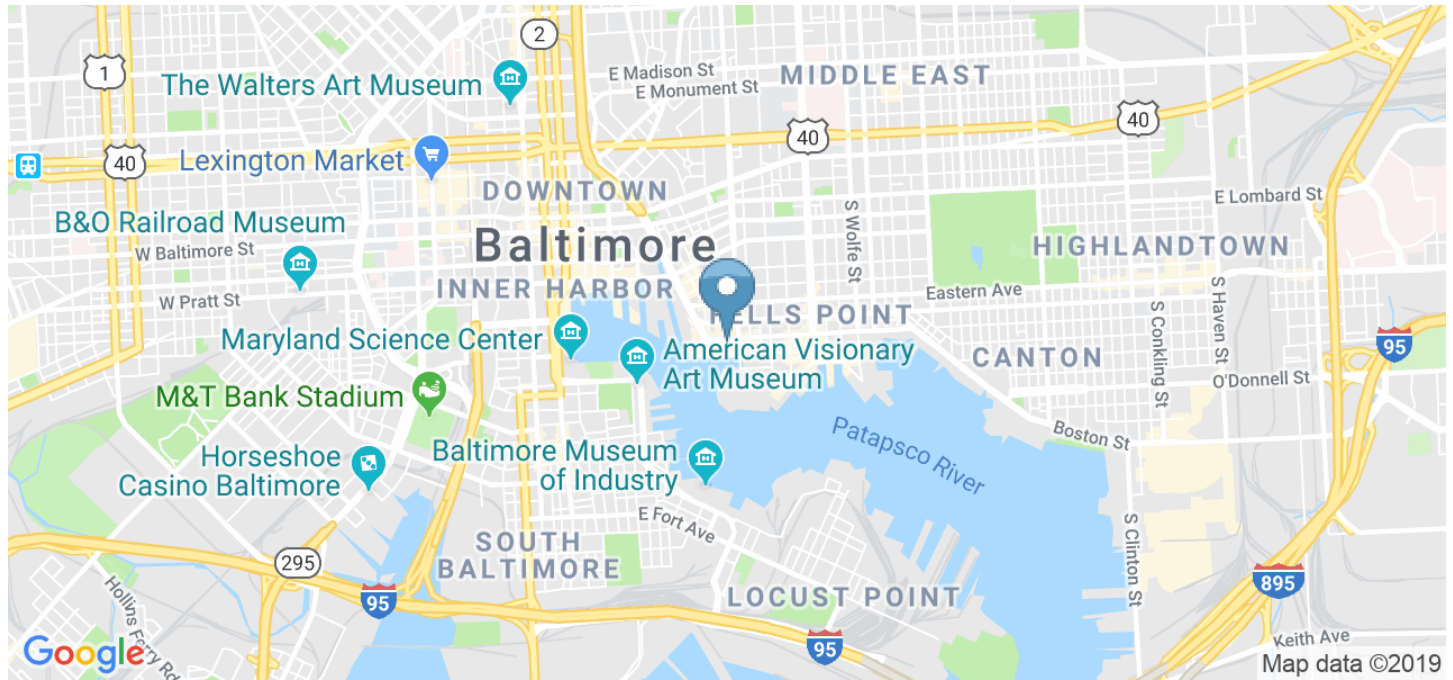 2
1
The Walters Art Museum
E Madison St
E Monument St
MIDDLE EAST
40
40
40
Lexington Market
DOWNTOWN
E Lombard St
B&O Railroad Museum
W Baltimore St
Baltimore
S Wolfe St
HIGHLANDTOWN
W Pratt St
INNER HARBOR
Eastern Ave
S Haven St
FELLS POINT
S Conkling St
Maryland Science Center
American Visionary
Art Museum
CANTON
95
O'Donnell St
M&T Bank Stadium
Patapsco River
Boston St
Baltimore Museum
of Industry
Horseshoe
Casino Baltimore
E Fort Ave
SOUTH
BALTIMORE
S Clinton St
295
95
LOCUST POINT
895
Hollins Ferry Rd
95
Keith Ave
Google
Map data ©2019